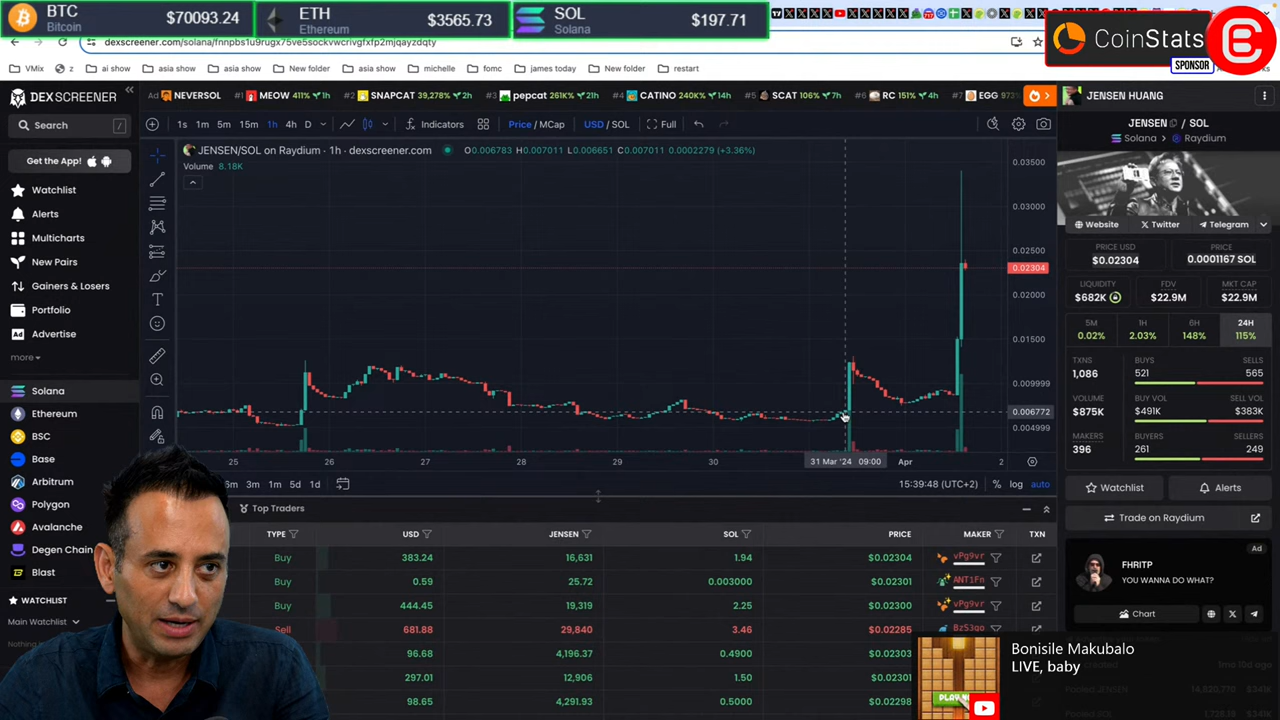 BTC
Bitcoin
$70093.24
ETH
Ethereum
$3565.73
SOL
Solana
$197.71
CoinStats
SPONSOR
dexscreener.com/solana/fnnpbs1u9rugx75ve5sockvwcrivgfxfp2mjqayzdqty
VMix
z
ai show
asia show
asia show
New folder
asia show
michelle
fomc
james today
New folder
restart
DEXSCREENER
Ad NEVERSOL
#1 MEOW 411% 1h
#2 SNAPCAT 39,278% 2h
#3 pepcat 261K% 21h
#4 CATINO 240K% 14h
#5 SCAT 106% 7h
#6 RC 151% 4h
#7 EGG 973%
Search /
Get the App!
Watchlist
Alerts
Multicharts
New Pairs
Gainers & Losers
Portfolio
Ad Advertise
more
Solana
Ethereum
BSC
Base
Arbitrum
Polygon
Avalanche
Degen Chain
Blast
WATCHLIST
Main Watchlist
1s 1m 5m 15m 1h 4h D
Indicators
Price / MCap
USD / SOL
Full
JENSEN/SOL on Raydium · 1h · dexscreener.com
O0.006783 H0.007011 L0.006651 C0.007011 0.0002279 (+3.36%)
Volume 8.18K
0.03500
0.03000
0.02500
0.02304
0.02000
0.01500
0.009999
0.006772
0.004999
25 26 27 28 29 30
31 Mar '24 09:00
Apr
2
3m 1m 5d 1d
15:39:48 (UTC+2)
% log auto
Top Traders
TYPE USD JENSEN SOL PRICE MAKER TXN
Buy 383.24 16,631 1.94 $0.02304 vPg9vr
Buy 0.59 25.72 0.003000 $0.02301 ANTiFn
Buy 444.45 19,319 2.25 $0.02300 vPg9vr
Sell 681.88 29,840 3.46 $0.02285 BzS3qo
96.68 4,196.37 0.4900 $0.02303
297.01 12,906 1.50 $0.02302
98.65 4,291.93 0.5000 $0.02298
JENSEN HUANG
JENSEN / SOL
Solana > Raydium
Website
Twitter
Telegram
PRICE USD
$0.02304
PRICE
0.0001167 SOL
LIQUIDITY
$682K
FDV
$22.9M
MKT CAP
$22.9M
5M
0.02%
1H
2.03%
6H
148%
24H
115%
TXNS
1,086
BUYS
521
SELLS
565
VOLUME
$875K
BUY VOL
$491K
SELL VOL
$383K
MAKERS
396
BUYERS
261
SELLERS
249
Watchlist
Alerts
Trade on Raydium
Ad
FHRITP
YOU WANNA DO WHAT?
Chart
Bonisile Makubalo
LIVE, baby